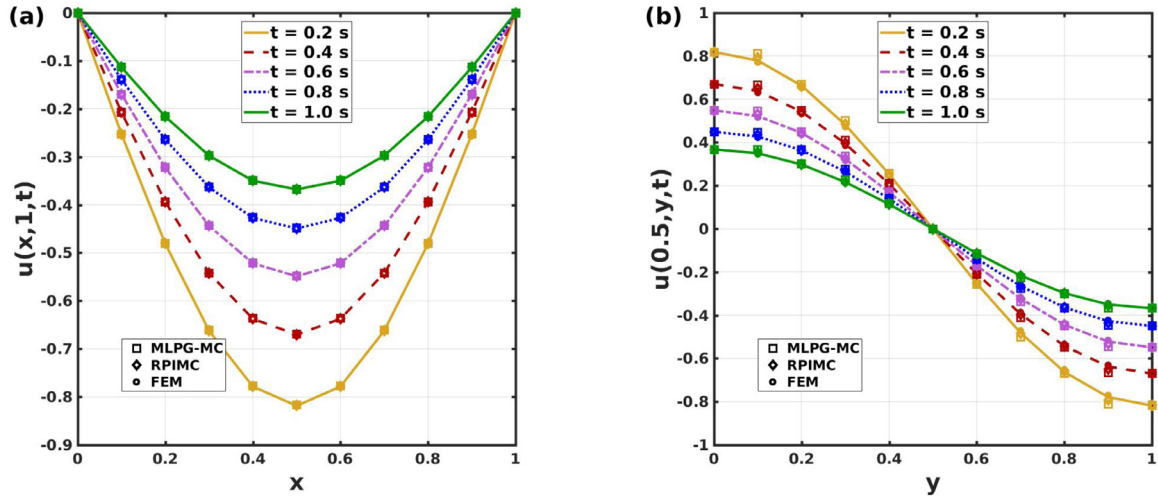 (a)
0
-0.1
-0.2
-0.3
-0.4
-0.5
-0.6
-0.7
-0.8
-0.9
u(x,1,t)
t = 0.2 s
t = 0.4 s
t = 0.6 s
t = 0.8 s
t = 1.0 s
MLPG-MC
RPIMC
FEM
0 0.2 0.4 0.6 0.8 1
x
(b)
1
0.8
0.6
0.4
0.2
0
-0.2
-0.4
-0.6
-0.8
-1
u(0.5,y,t)
t = 0.2 s
t = 0.4 s
t = 0.6 s
t = 0.8 s
t = 1.0 s
MLPG-MC
RPIMC
FEM
0 0.2 0.4 0.6 0.8 1
y